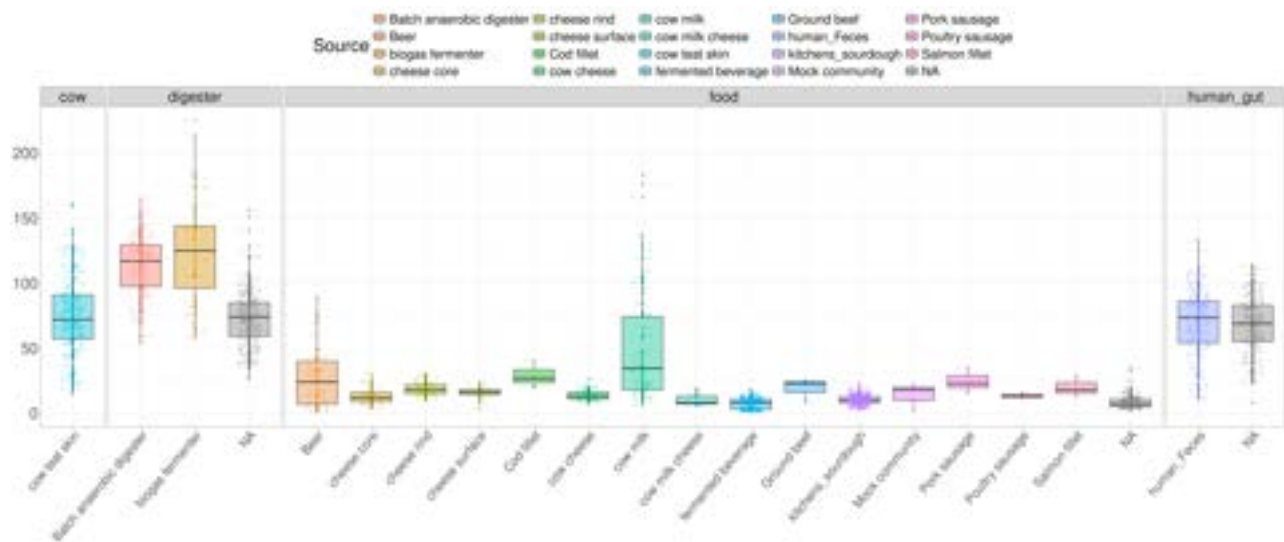 Source
Batch anaerobic digester cheese rind cow milk Ground beef Pork sausage
Beer cheese surface cow milk cheese human_Feces Poultry sausage
biogas fermenter Cod fillet cow teat skin kitchens_sourdough Salmon fillet
cheese core cow cheese fermented beverage Mock community NA
cow digester food human_gut
200
150
100
50
0
cow teat skin
Batch anaerobic digester
biogas fermenter
NA
Beer
cheese core
cheese rind
cheese surface
Cod fillet
cow cheese
cow milk
cow milk cheese
fermented beverage
Ground beef
kitchens_sourdough
Mock community
Pork sausage
Poultry sausage
Salmon fillet
NA
human_Feces
NA